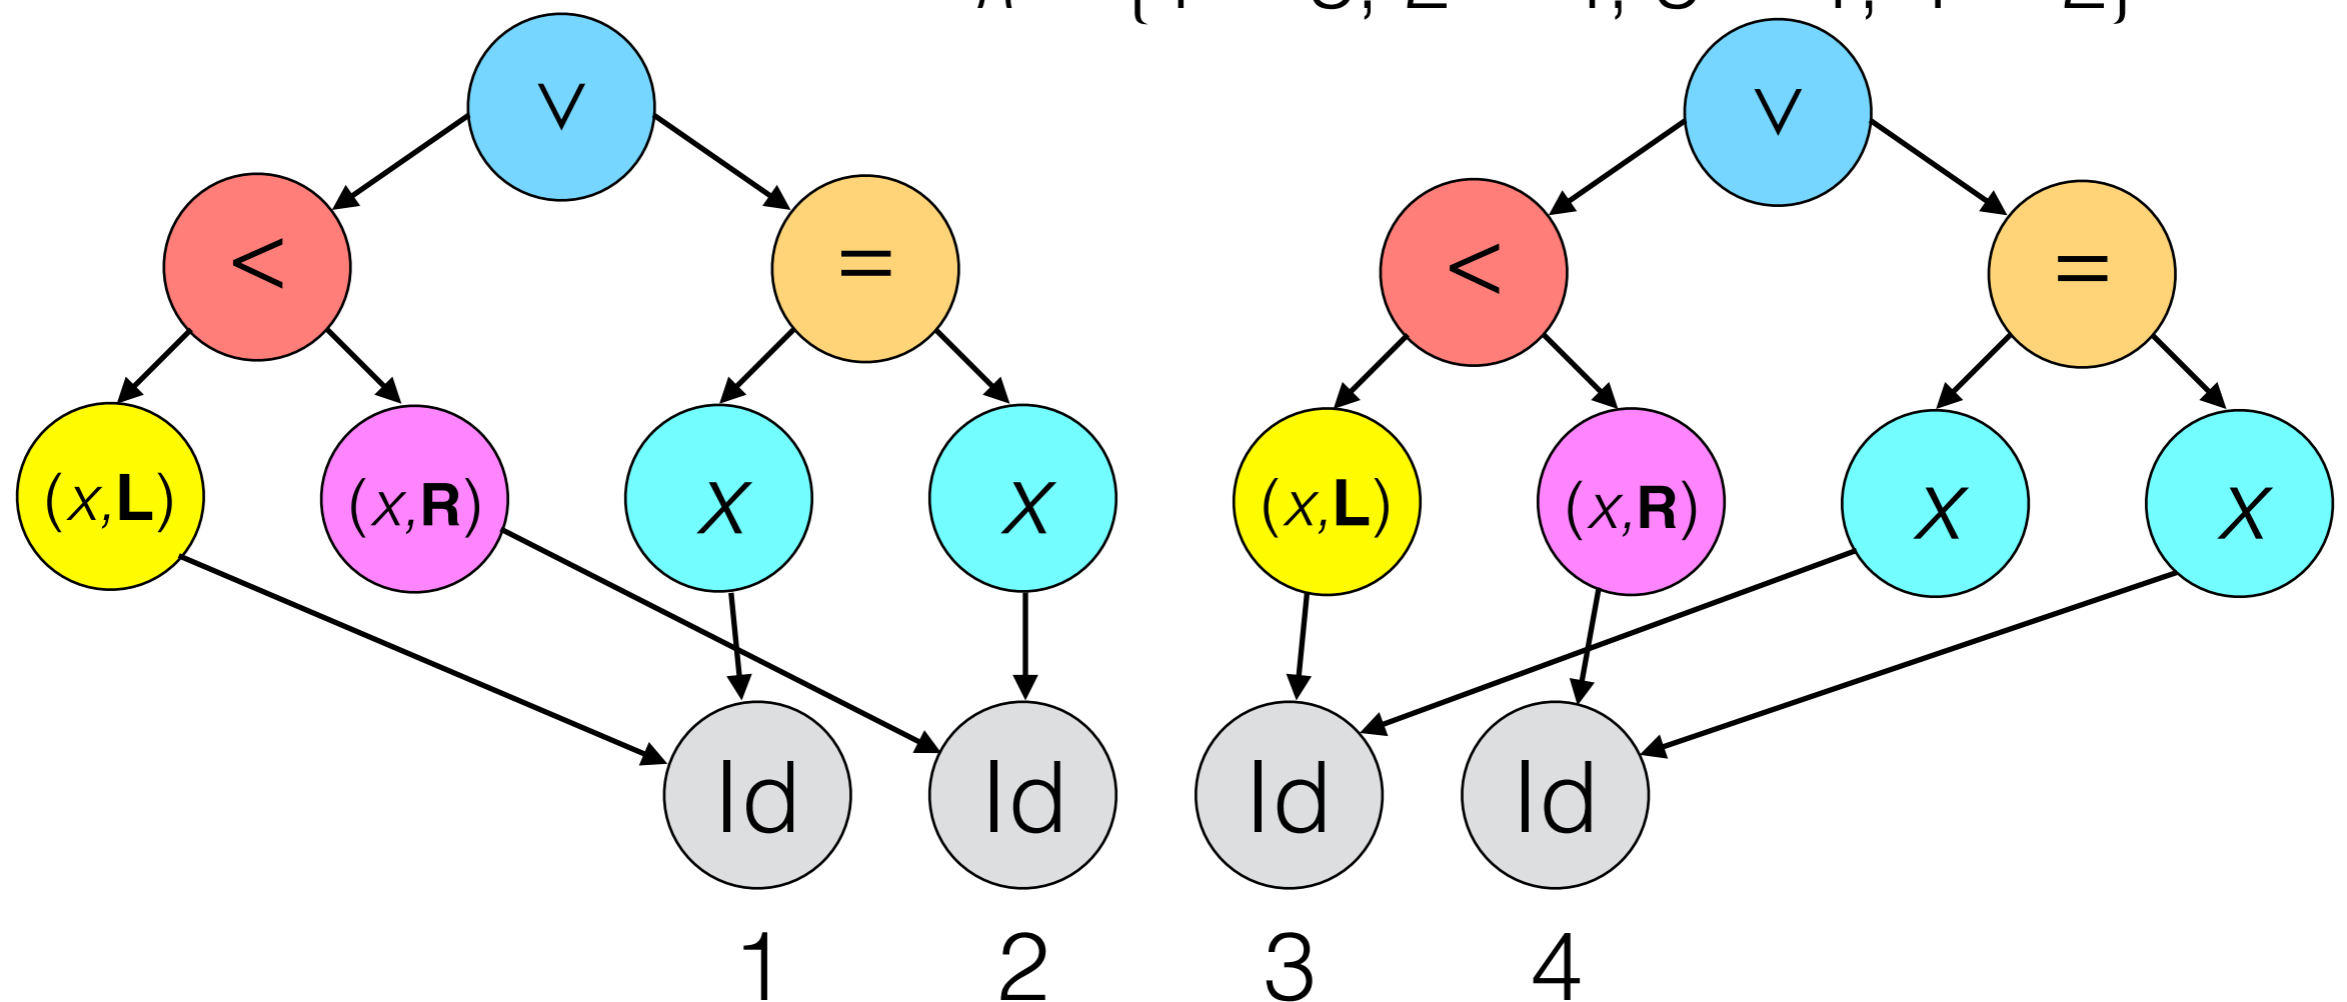 ∨ ∨
< = < =
(x,L) (x,R) x x (x,L) (x,R) x x
Id Id Id Id
1 2 3 4